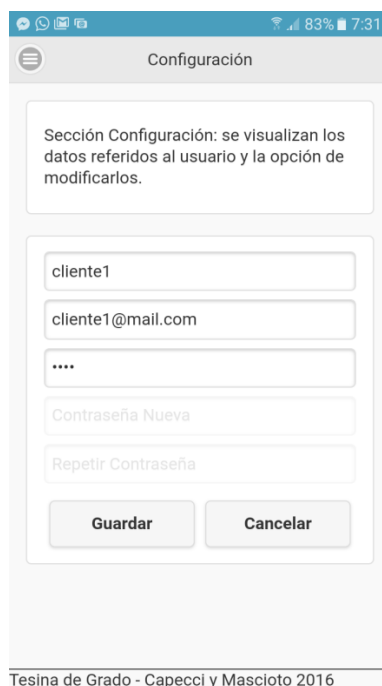 83% 7:31
Configuración
Sección Configuración: se visualizan los
datos referidos al usuario y la opción de
modificarlos.
cliente1
cliente1@mail.com
••••
Contraseña Nueva
Repetir Contraseña
Guardar Cancelar
Tesina de Grado - Capecci y Mascioto 2016